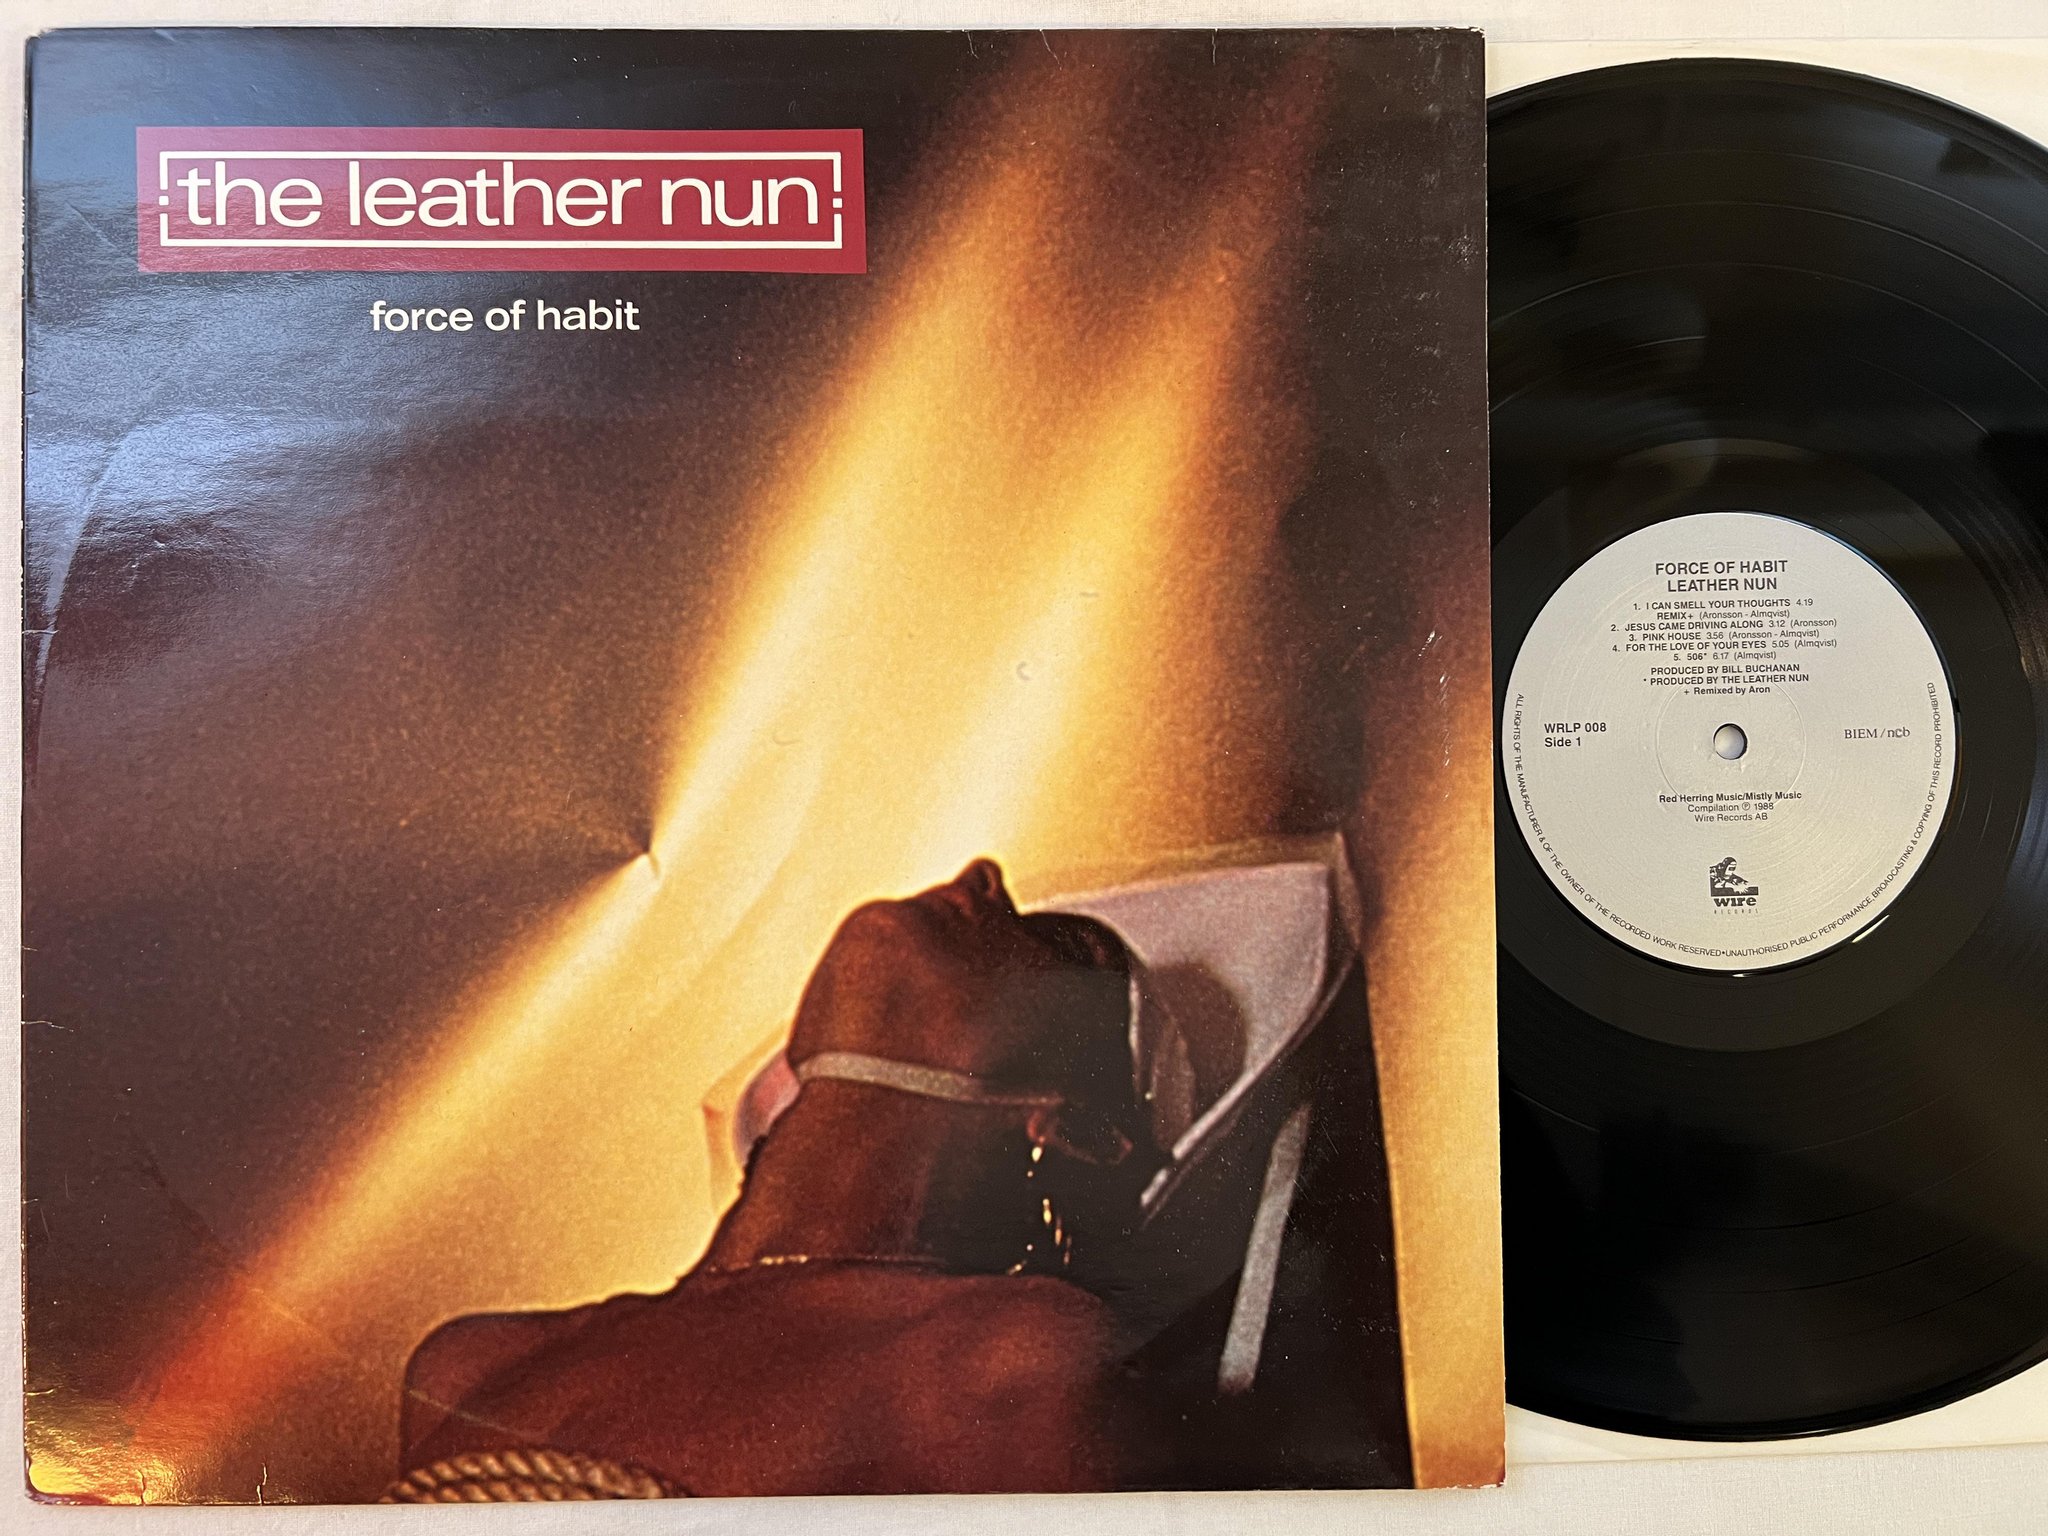 the leather nun
force of habit
FORCE OF HABIT
LEATHER NUN
1. I CAN SMELL YOUR THOUGHTS 4.19
REMIX+ (Aronsson - Almqvist)
2. JESUS CAME DRIVING ALONG 3.12 (Aronsson)
3. PINK HOUSE 3.56 (Aronsson - Almqvist)
4. FOR THE LOVE OF YOUR EYES 5.05 (Almqvist)
5. 506* 6.17 (Almqvist)
PRODUCED BY BILL BUCHANAN
* PRODUCED BY THE LEATHER NUN
+ Remixed by Aron
WRLP 008
Side 1
BIEM/ncb
Red Herring Music/Mistly Music
Compilation ℗ 1988
Wire Records AB
wire
RECORDS
ALL RIGHTS OF THE MANUFACTURER & OF THE OWNER OF THE RECORDED WORK RESERVED•UNAUTHORISED PUBLIC PERFORMANCE, BROADCASTING & COPYING OF THIS RECORD PROHIBITED